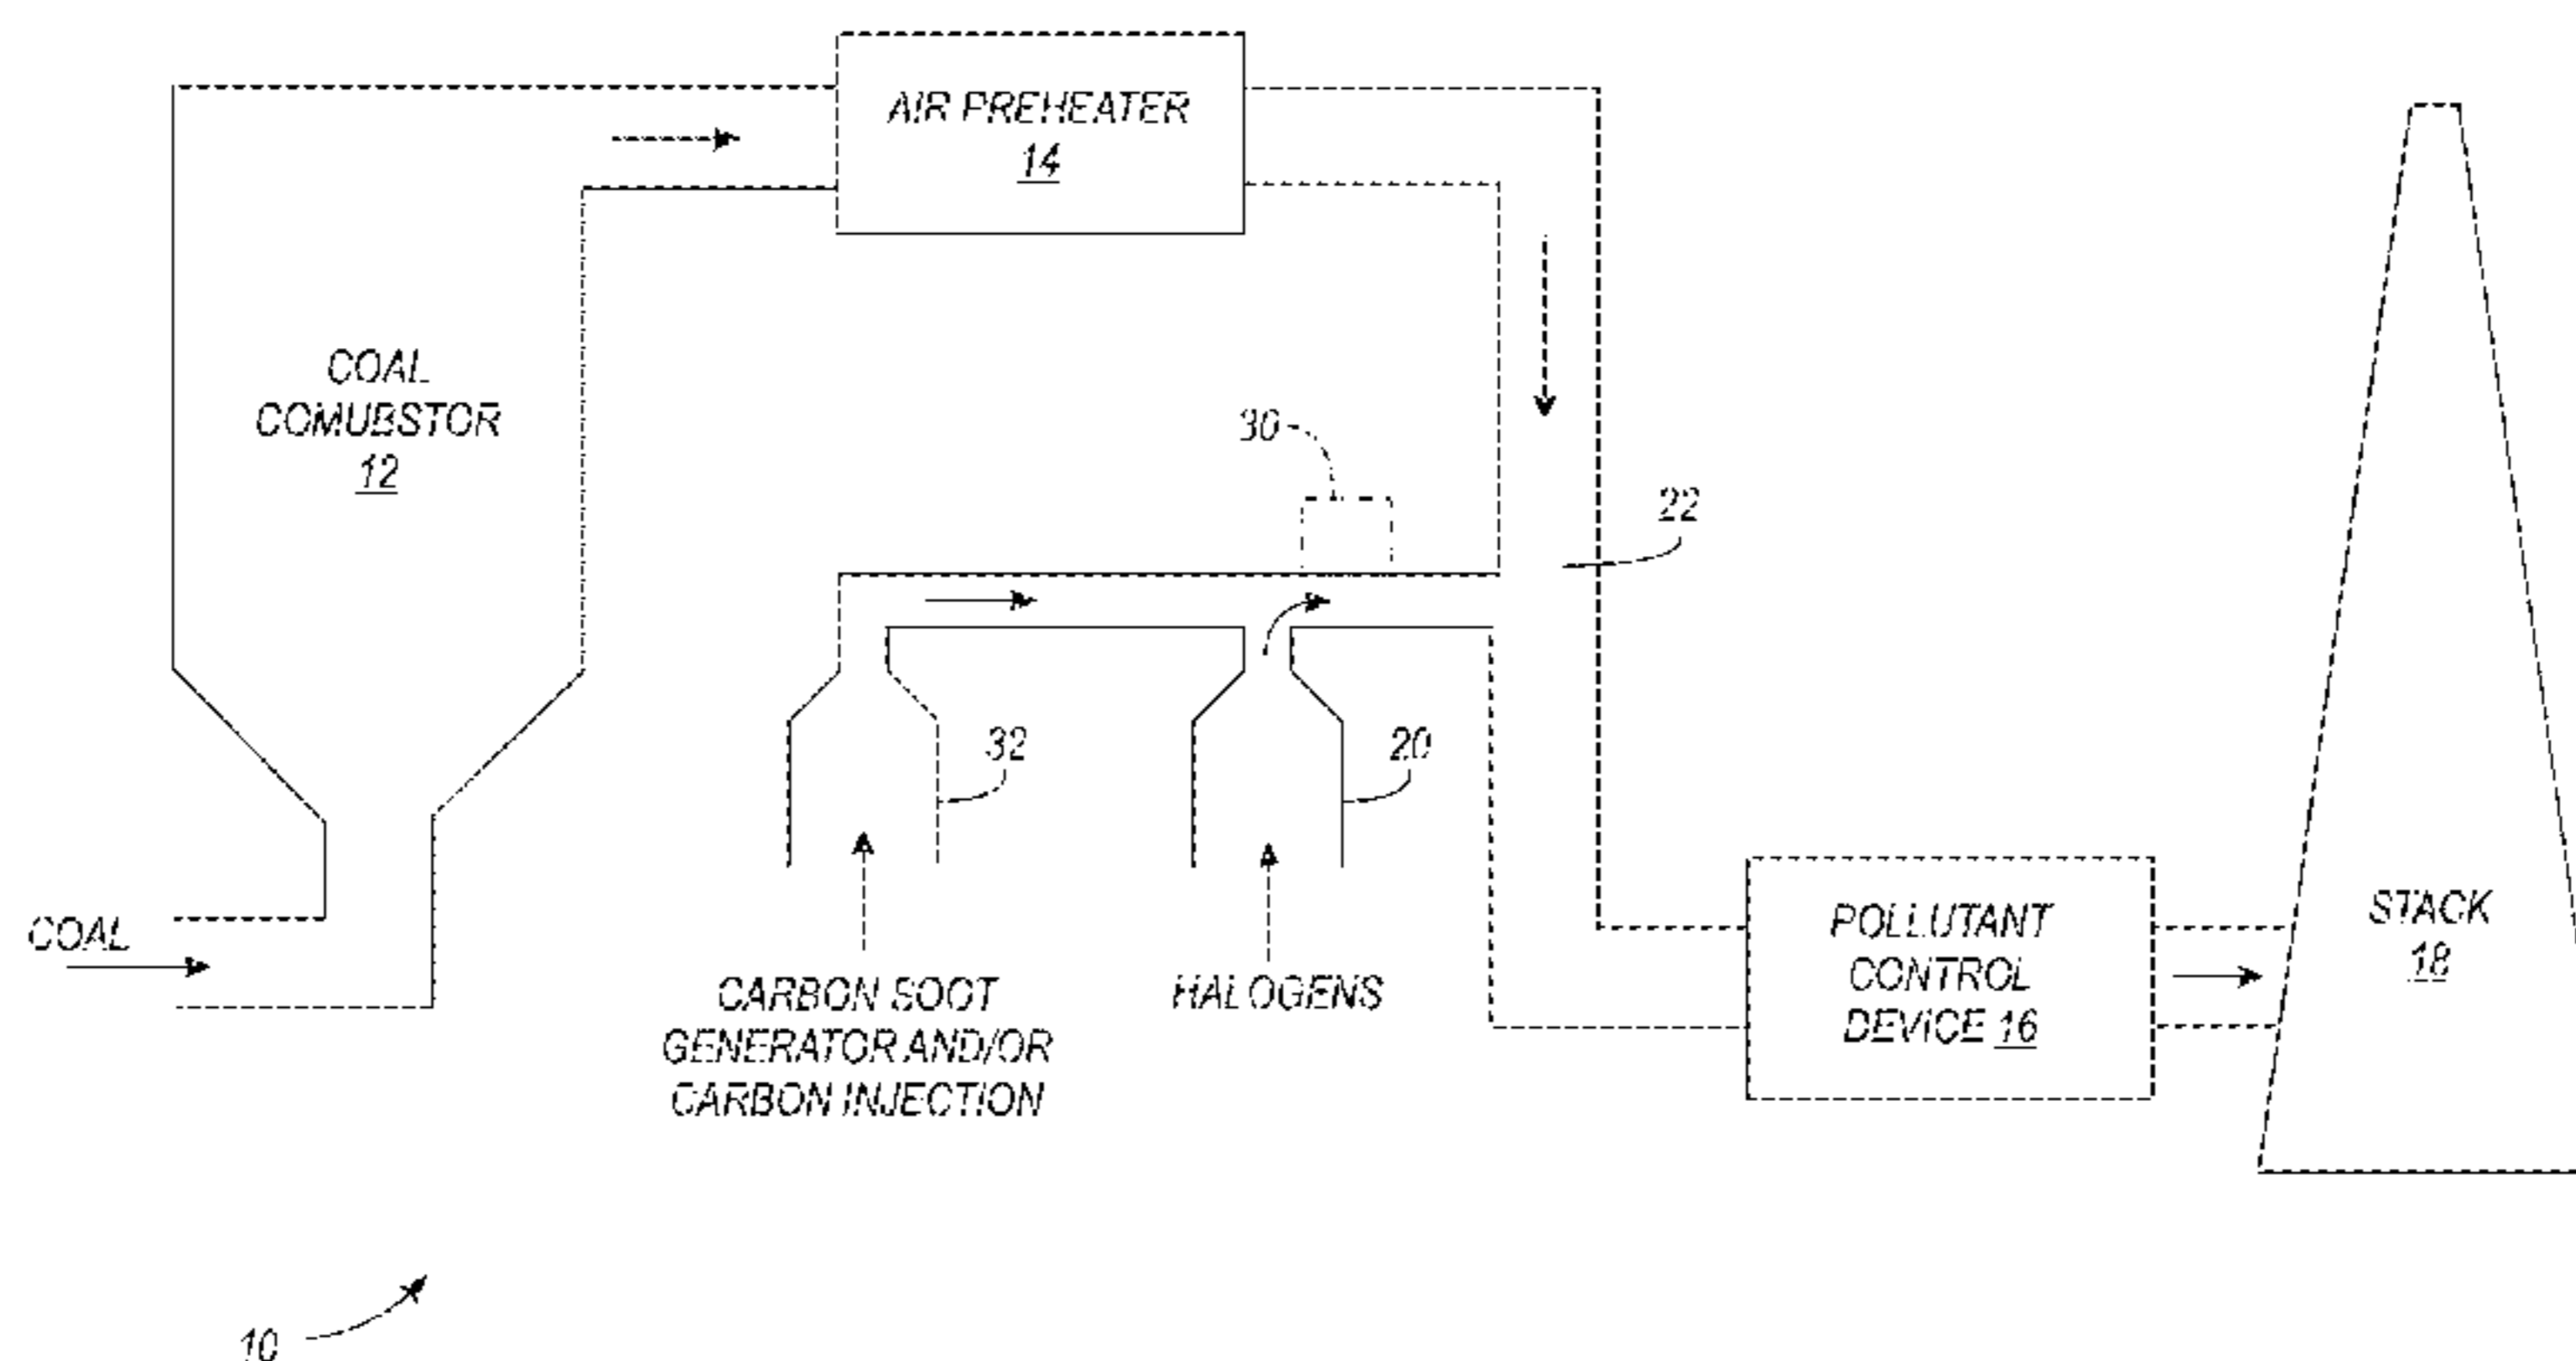 AIR PREHEATER
14
COAL
COMUBSTOR
12
30
22
32
20
COAL
CARBON SOOT
GENERATOR AND/OR
CARBON INJECTION
HALOGENS
POLLUTANT
CONTROL
DEVICE 16
STACK
18
10